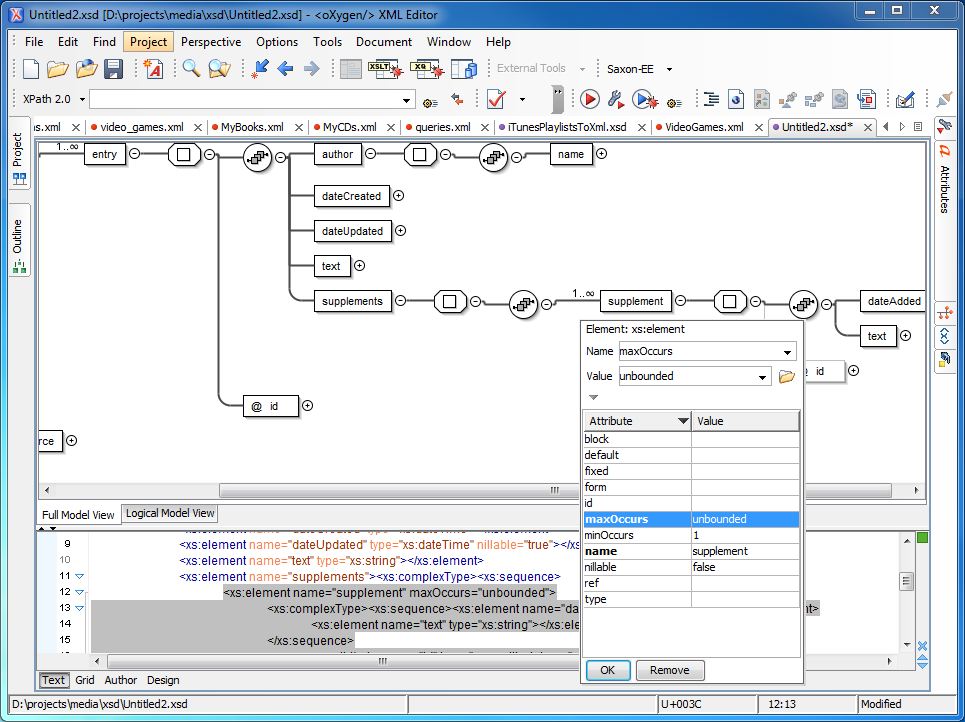 Untitled2.xsd [D:\projects\media\xsd\Untitled2.xsd] - <oXygen/> XML Editor
File Edit Find Project Perspective Options Tools Document Window Help
XSLT XQ External Tools Saxon-EE
XPath 2.0
s.xml video_games.xml MyBooks.xml MyCDs.xml queries.xml iTunesPlaylistsToXml.xsd VideoGames.xml Untitled2.xsd*
Project
Outline
Attributes
1..∞ entry author name
dateCreated
dateUpdated
text
supplements 1..∞ supplement dateAdded
text
id
@ id
rce
Element: xs:element
Name maxOccurs
Value unbounded
Attribute Value
block
default
fixed
form
id
maxOccurs unbounded
minOccurs 1
name supplement
nillable false
ref
type
OK Remove
Full Model View Logical Model View
9 <xs:element name="dateUpdated" type="xs:dateTime" nillable="true"></xs
10 <xs:element name="text" type="xs:string"></xs:element>
11 <xs:element name="supplements"><xs:complexType><xs:sequence>
12 <xs:element name="supplement" maxOccurs="unbounded">
13 <xs:complexType><xs:sequence><xs:element name="da nt>
14 <xs:element name="text" type="xs:string"></xs:ele
15 </xs:sequence>
Text Grid Author Design
D:\projects\media\xsd\Untitled2.xsd U+003C 12:13 Modified